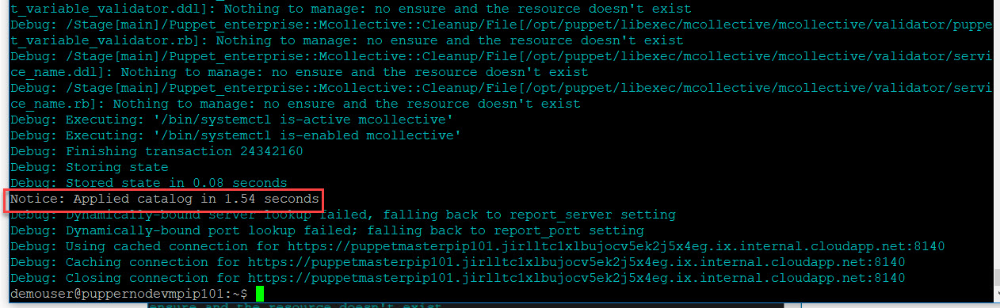 t_variable_validator.ddl]: Nothing to manage: no ensure and the resource doesn't exist
Debug: /Stage[main]/Puppet_enterprise::Mcollective::Cleanup/File[/opt/puppet/libexec/mcollective/mcollective/validator/puppe
t_variable_validator.rb]: Nothing to manage: no ensure and the resource doesn't exist
Debug: /Stage[main]/Puppet_enterprise::Mcollective::Cleanup/File[/opt/puppet/libexec/mcollective/mcollective/validator/servi
ce_name.ddl]: Nothing to manage: no ensure and the resource doesn't exist
Debug: /Stage[main]/Puppet_enterprise::Mcollective::Cleanup/File[/opt/puppet/libexec/mcollective/mcollective/validator/servi
ce_name.rb]: Nothing to manage: no ensure and the resource doesn't exist
Debug: Executing: '/bin/systemctl is-active mcollective'
Debug: Executing: '/bin/systemctl is-enabled mcollective'
Debug: Finishing transaction 24342160
Debug: Storing state
Debug: Stored state in 0.08 seconds
Notice: Applied catalog in 1.54 seconds
Debug: Dynamically-bound server lookup failed, falling back to report_server setting
Debug: Dynamically-bound port lookup failed; falling back to report_port setting
Debug: Using cached connection for https://puppetmasterpip101.jirlltc1xlbujocv5ek2j5x4eg.ix.internal.cloudapp.net:8140
Debug: Caching connection for https://puppetmasterpip101.jirlltc1xlbujocv5ek2j5x4eg.ix.internal.cloudapp.net:8140
Debug: Closing connection for https://puppetmasterpip101.jirlltc1xlbujocv5ek2j5x4eg.ix.internal.cloudapp.net:8140
demouser@puppernodevmpip101:~$
ensure and the resource doesn't exist